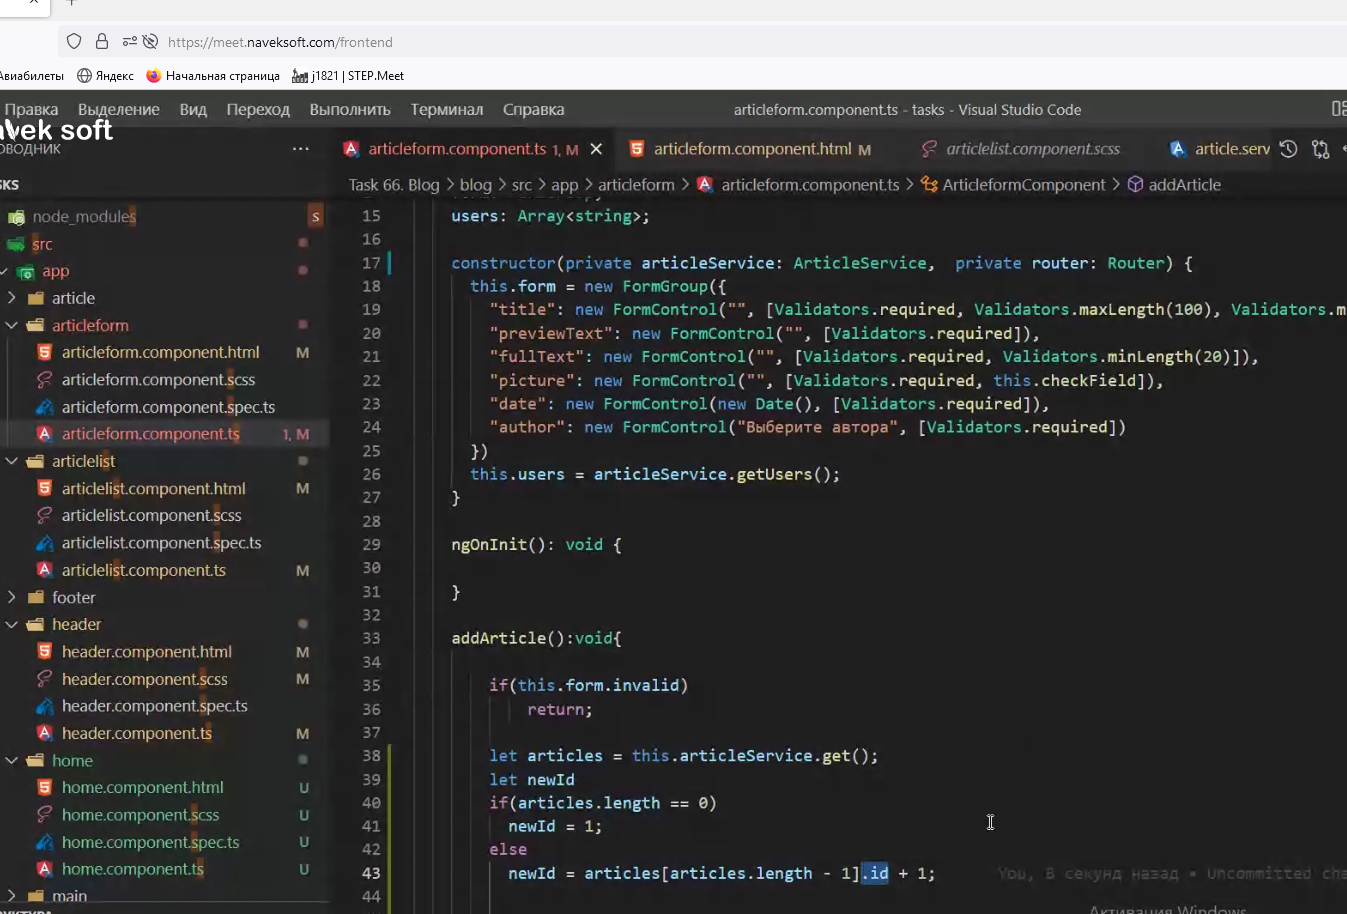 https://meet.naveksoft.com/frontend
Авиабилеты Яндекс Начальная страница j1821 | STEP.Meet
Правка Выделение Вид Переход Выполнить Терминал Справка articleform.component.ts - tasks - Visual Studio Code
avek soft
ОВОДНИК ...
articleform.component.ts 1, M articleform.component.html M articlelist.component.scss article.serv
SKS
Task 66. Blog > blog > src > app > articleform > articleform.component.ts > ArticleformComponent > addArticle
node_modules S
src
app
article
articleform
articleform.component.html M
articleform.component.scss
articleform.component.spec.ts
articleform.component.ts 1, M
articlelist
articlelist.component.html M
articlelist.component.scss
articlelist.component.spec.ts
articlelist.component.ts M
footer
header
header.component.html M
header.component.scss M
header.component.spec.ts
header.component.ts M
home
home.component.html U
home.component.scss U
home.component.spec.ts U
home.component.ts U
main
15 users: Array<string>;
16
17 constructor(private articleService: ArticleService,  private router: Router) {
18 this.form = new FormGroup({
19 "title": new FormControl("", [Validators.required, Validators.maxLength(100), Validators.m
20 "previewText": new FormControl("", [Validators.required]),
21 "fullText": new FormControl("", [Validators.required, Validators.minLength(20)]),
22 "picture": new FormControl("", [Validators.required, this.checkField]),
23 "date": new FormControl(new Date(), [Validators.required]),
24 "author": new FormControl("Выберите автора", [Validators.required])
25 })
26 this.users = articleService.getUsers();
27 }
28
29 ngOnInit(): void {
30
31 }
32
33 addArticle():void{
34
35 if(this.form.invalid)
36 return;
37
38 let articles = this.articleService.get();
39 let newId
40 if(articles.length == 0)
41 newId = 1;
42 else
43 newId = articles[articles.length - 1].id + 1; You, 8 секунд назад • Uncommitted cha
44
Активация Windows